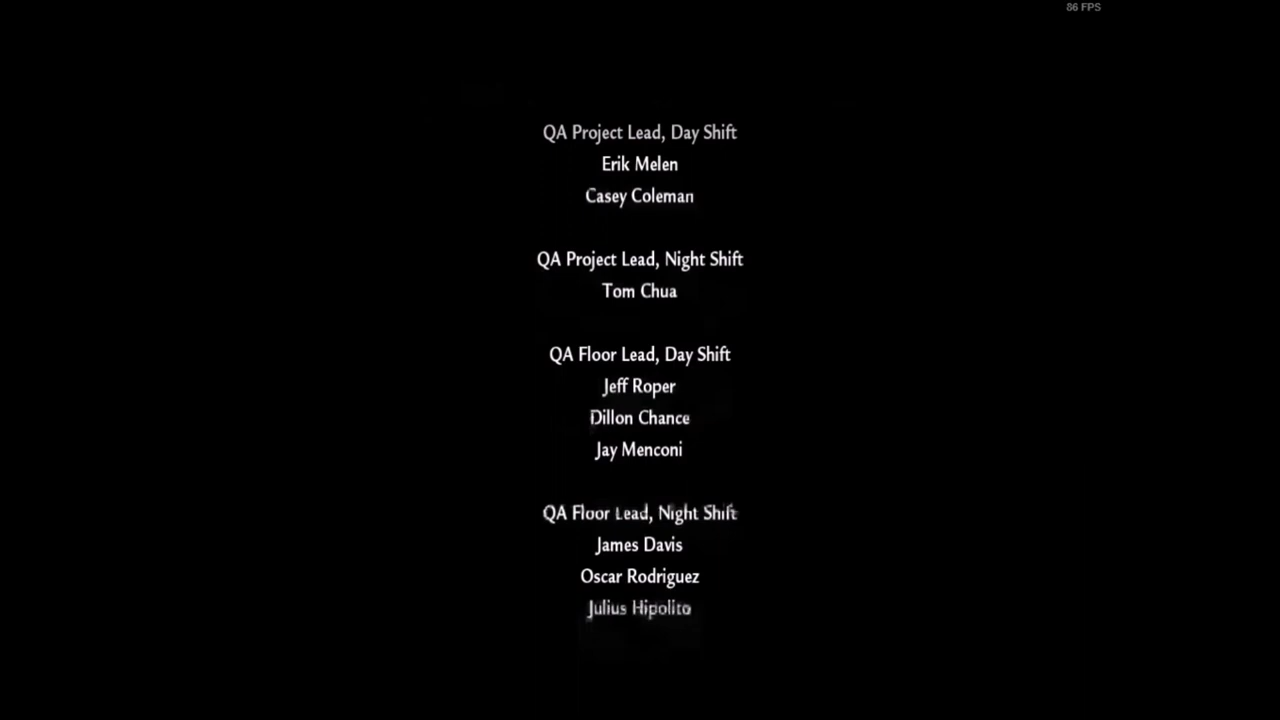 86 FPS
QA Project Lead, Day Shift
Erik Melen
Casey Coleman
QA Project Lead, Night Shift
Tom Chua
QA Floor Lead, Day Shift
Jeff Roper
Dillon Chance
Jay Menconi
QA Floor Lead, Night Shift
James Davis
Oscar Rodriguez
Julius Hipolito